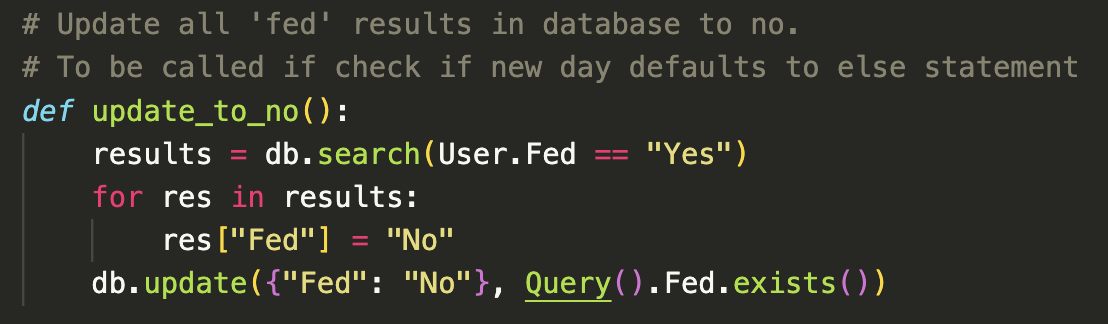 # Update all 'fed' results in database to no.
# To be called if check if new day defaults to else statement
def update_to_no():
    results = db.search(User.Fed == "Yes")
    for res in results:
        res["Fed"] = "No"
    db.update({"Fed": "No"}, Query().Fed.exists())